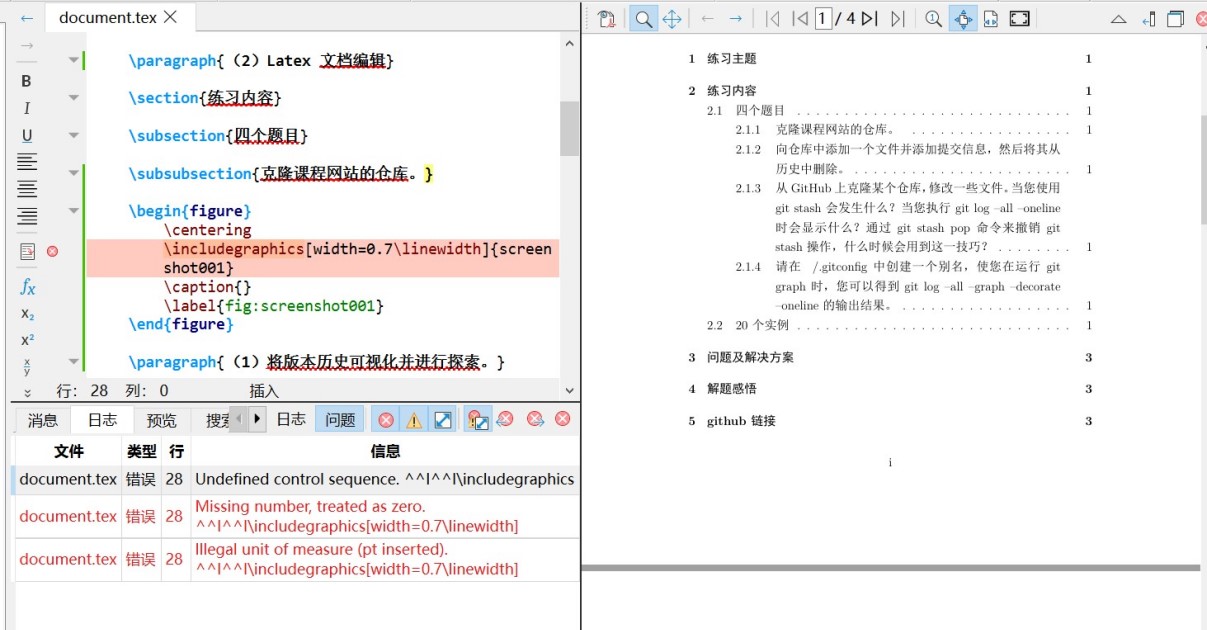 document.tex
\paragraph{（2）Latex 文档编辑}
\section{练习内容}
\subsection{四个题目}
\subsubsection{克隆课程网站的仓库。}
\begin{figure}
\centering
\includegraphics[width=0.7\linewidth]{screen
shot001}
\caption{}
\label{fig:screenshot001}
\end{figure}
\paragraph{（1）将版本历史可视化并进行探索。}
B
I
U
fx
x₂
x²
x
y
行: 28 列: 0 插入
消息 日志 预览 搜索 日志 问题
文件 类型 行 信息
document.tex 错误 28 Undefined control sequence. ^^I^^I\includegraphics
document.tex 错误 28 Missing number, treated as zero.
^^I^^I\includegraphics[width=0.7\linewidth]
document.tex 错误 28 Illegal unit of measure (pt inserted).
^^I^^I\includegraphics[width=0.7\linewidth]
1 / 4
1 练习主题 1
2 练习内容 1
2.1 四个题目 . . . . . . . . . . . . . . . . . . . . . . . . . . . . 1
2.1.1 克隆课程网站的仓库。 . . . . . . . . . . . . . . . . 1
2.1.2 向仓库中添加一个文件并添加提交信息，然后将其从
历史中删除。 . . . . . . . . . . . . . . . . . . . . . 1
2.1.3 从 GitHub 上克隆某个仓库，修改一些文件。当您使用
git stash 会发生什么？当您执行 git log –all –oneline
时会显示什么？通过 git stash pop 命令来撤销 git
stash 操作，什么时候会用到这一技巧？ . . . . . . . . 1
2.1.4 请在 /.gitconfig 中创建一个别名，使您在运行 git
graph 时，您可以得到 git log –all –graph –decorate
–oneline 的输出结果。 . . . . . . . . . . . . . . . . . 1
2.2 20 个实例 . . . . . . . . . . . . . . . . . . . . . . . . . . . . 1
3 问题及解决方案 3
4 解题感悟 3
5 github 链接 3
i